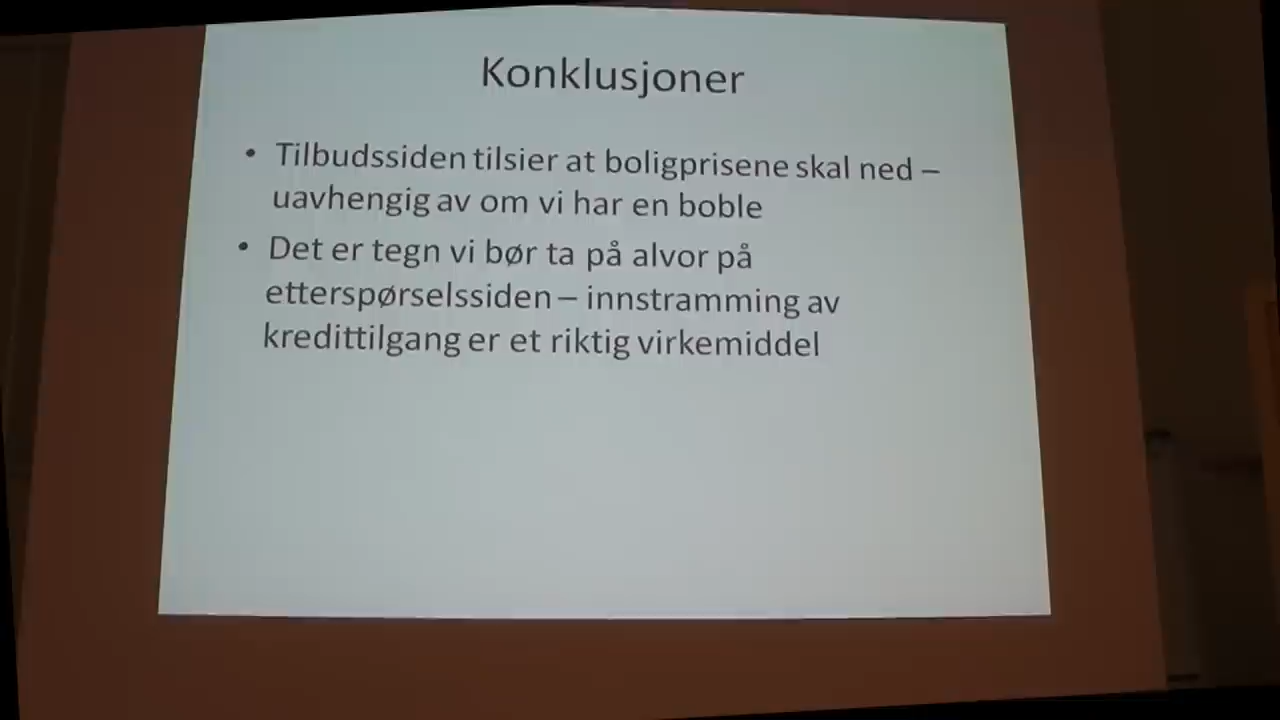 Konklusjoner
• Tilbudssiden tilsier at boligprisene skal ned –
uavhengig av om vi har en boble
• Det er tegn vi bør ta på alvor på
etterspørselssiden – innstramming av
kredittilgang er et riktig virkemiddel